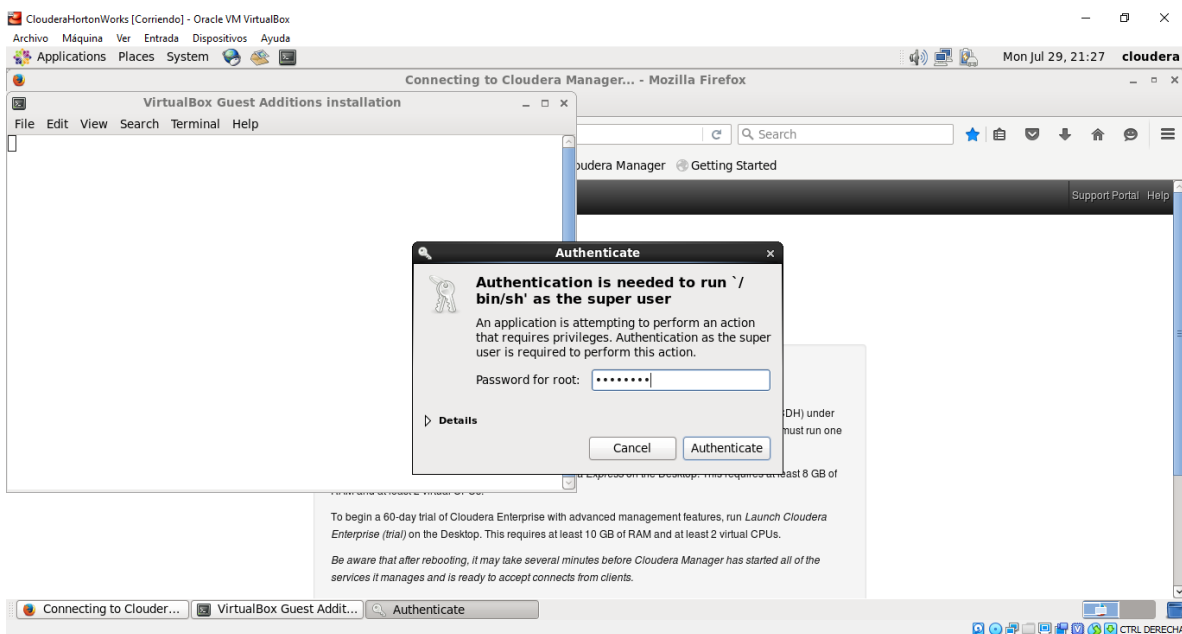 ClouderaHortonWorks [Corriendo] - Oracle VM VirtualBox
Archivo Máquina Ver Entrada Dispositivos Ayuda
Applications Places System Mon Jul 29, 21:27 cloudera
Connecting to Cloudera Manager... - Mozilla Firefox
VirtualBox Guest Additions installation
File Edit View Search Terminal Help
Search
oudera Manager Getting Started
Support Portal Help
Authenticate
Authentication is needed to run `/
bin/sh' as the super user
An application is attempting to perform an action
that requires privileges. Authentication as the super
user is required to perform this action.
Password for root: ••••••••
CDH) under
Details
must run one
Cancel Authenticate
a Express on the Desktop. This requires at least 8 GB of
RAM and at least 2 virtual CPUs.
To begin a 60-day trial of Cloudera Enterprise with advanced management features, run Launch Cloudera
Enterprise (trial) on the Desktop. This requires at least 10 GB of RAM and at least 2 virtual CPUs.
Be aware that after rebooting, it may take several minutes before Cloudera Manager has started all of the
services it manages and is ready to accept connects from clients.
Connecting to Clouder... VirtualBox Guest Addit... Authenticate
CTRL DERECHA